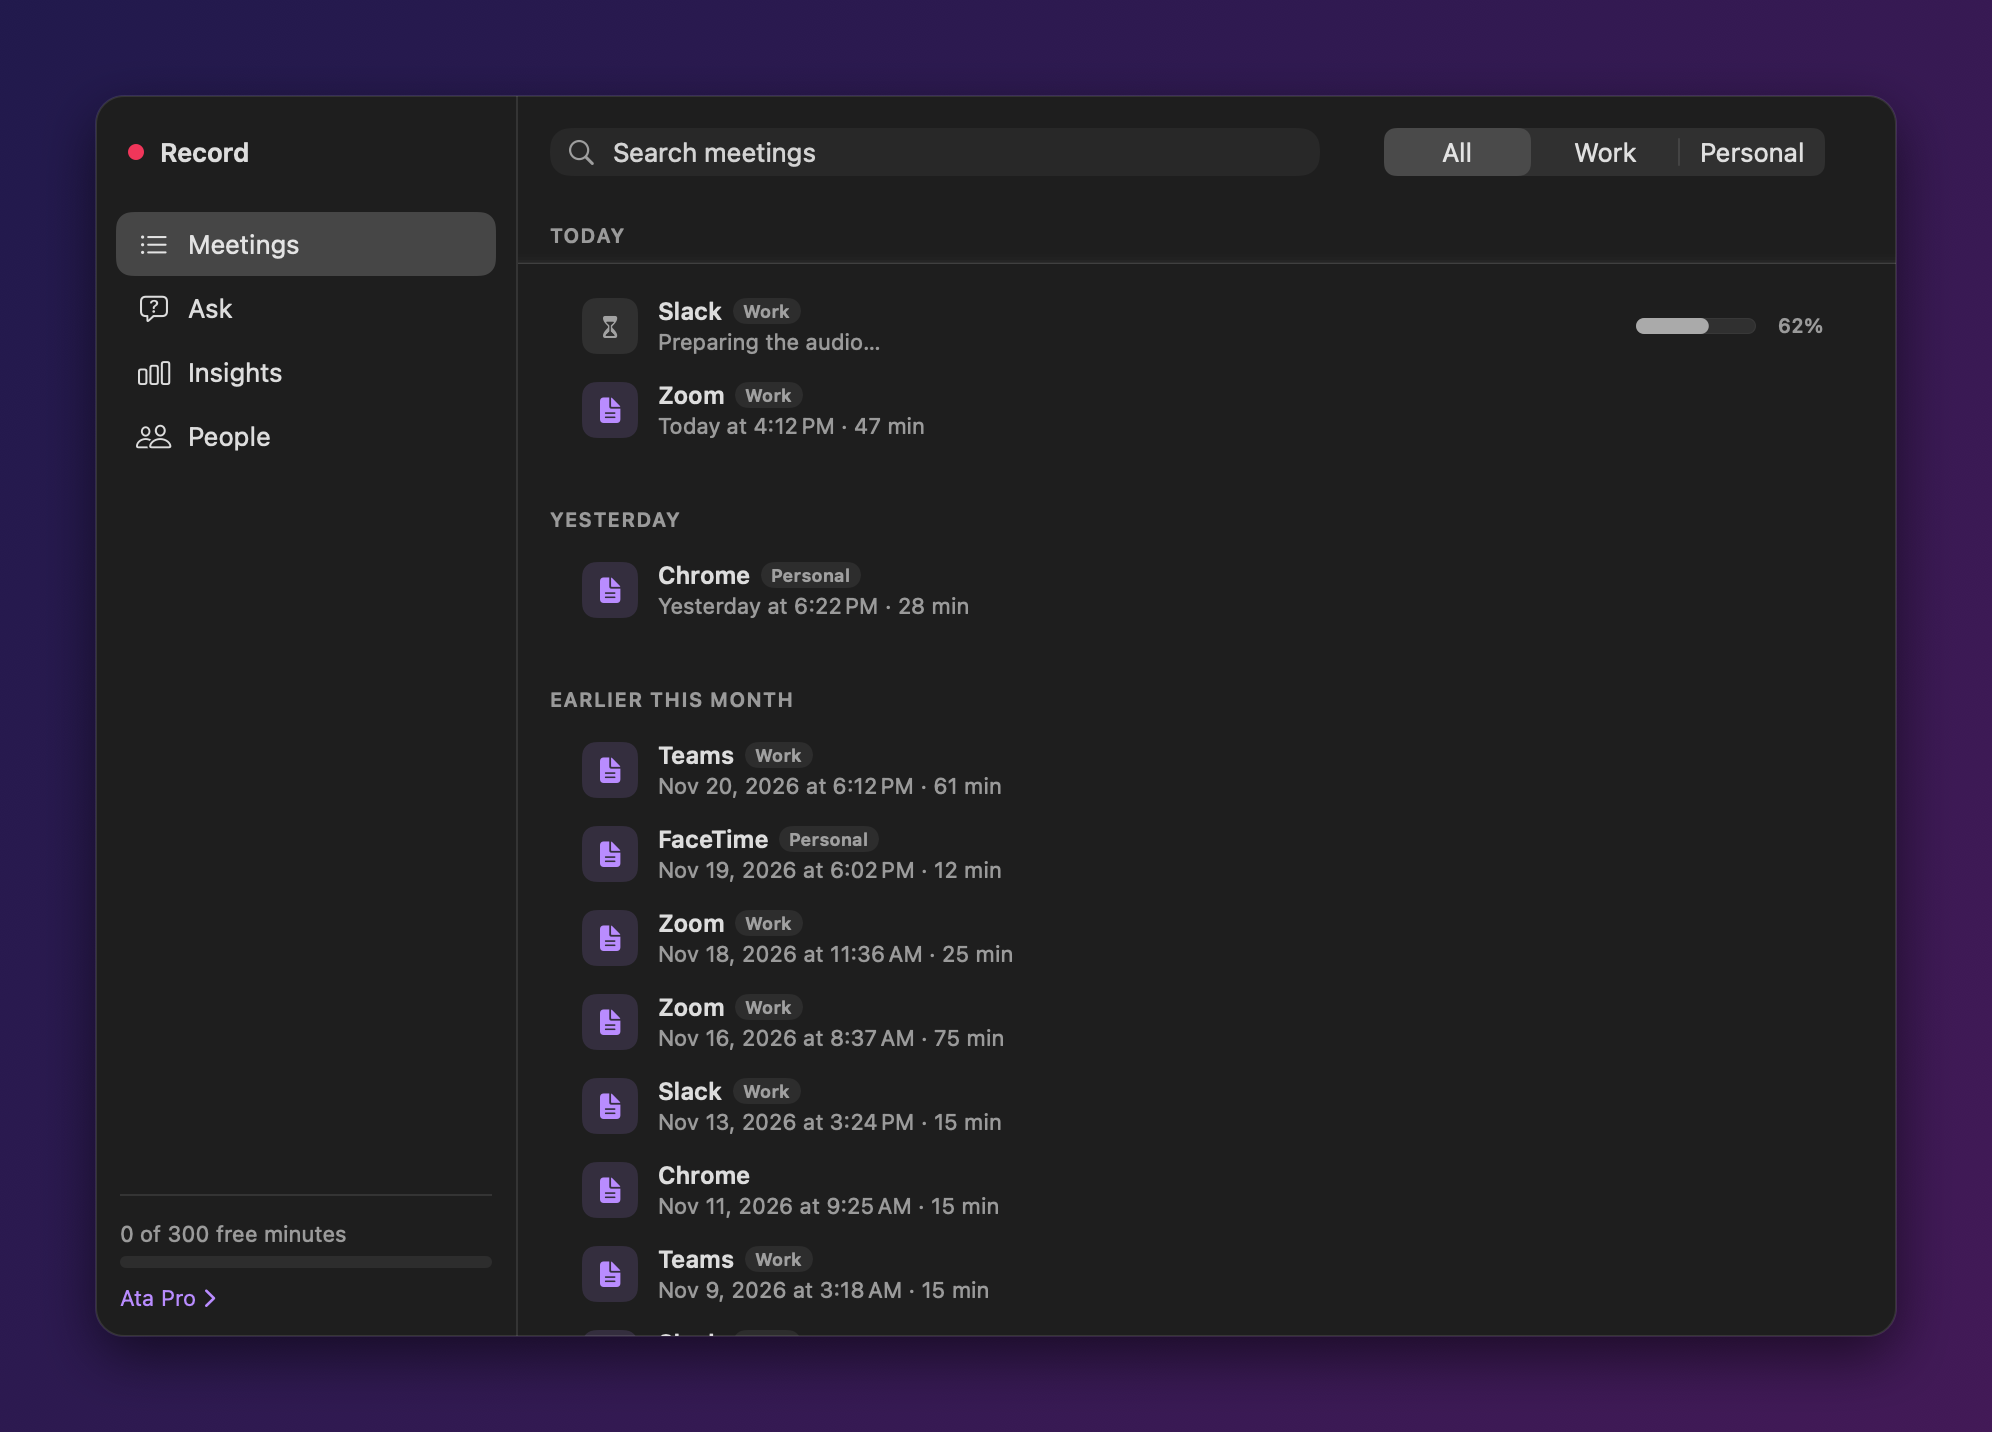 Record
Meetings
Ask
Insights
People
0 of 300 free minutes
Ata Pro
Search meetings
All
Work
Personal
TODAY
Slack Work
Preparing the audio...
62%
Zoom Work
Today at 4:12 PM · 47 min
YESTERDAY
Chrome Personal
Yesterday at 6:22 PM · 28 min
EARLIER THIS MONTH
Teams Work
Nov 20, 2026 at 6:12 PM · 61 min
FaceTime Personal
Nov 19, 2026 at 6:02 PM · 12 min
Zoom Work
Nov 18, 2026 at 11:36 AM · 25 min
Zoom Work
Nov 16, 2026 at 8:37 AM · 75 min
Slack Work
Nov 13, 2026 at 3:24 PM · 15 min
Chrome
Nov 11, 2026 at 9:25 AM · 15 min
Teams Work
Nov 9, 2026 at 3:18 AM · 15 min